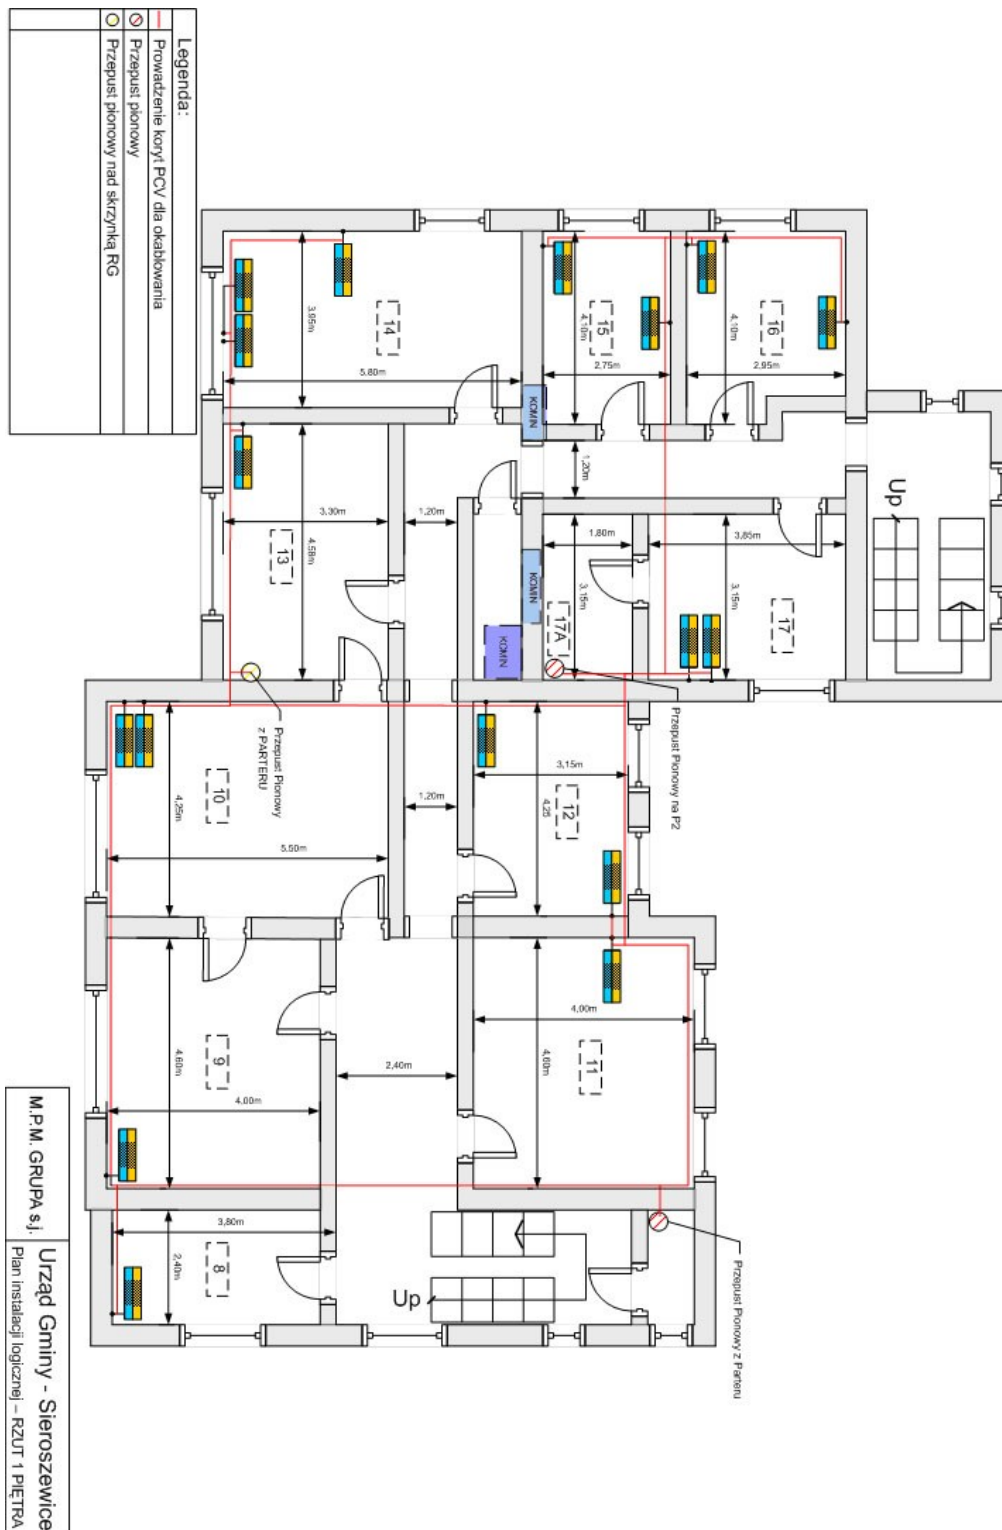 Legenda:
Prowadzenie koryt PCV dla okablowania
Przepust pionowy
Przepust pionowy nad skrzynką RG
3,95m
14
5,80m
4,10m
15
2,75m
4,10m
16
2,95m
KOMIN
1,20m
Up
3,30m
13
4,58m
1,20m
1,80m
3,15m
17A
KOMIN
KOMIN
3,85m
3,15m
17
Przepust Pionowy
z PARTERU
Przepust Pionowy na P2
10
4,25m
5,50m
1,20m
3,15m
12
4,25
9
4,60m
4,00m
2,40m
4,00m
11
4,60m
3,80m
2,40m
8
Up
Przepust Pionowy z Parteru
M.P.M. GRUPA s.j.
Urząd Gminy - Sieroszewice
Plan instalacji logicznej – RZUT 1 PIĘTRA